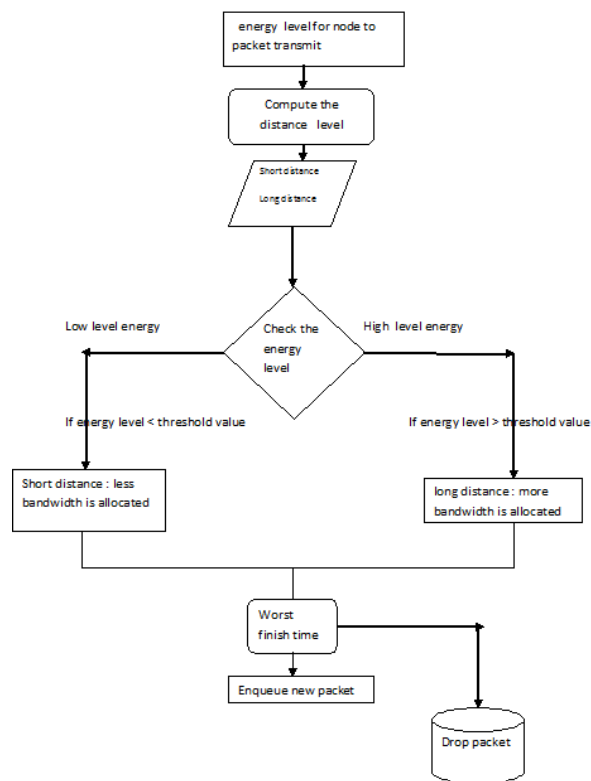 energy level for node to
packet transmit
Compute the
distance level
Short distance
Long distance
Low level energy
High level energy
Check the
energy
level
If energy level < threshold value
If energy level > threshold value
Short distance : less
bandwidth is allocated
long distance : more
bandwidth is allocated
Worst
finish time
Enqueue new packet
Drop packet